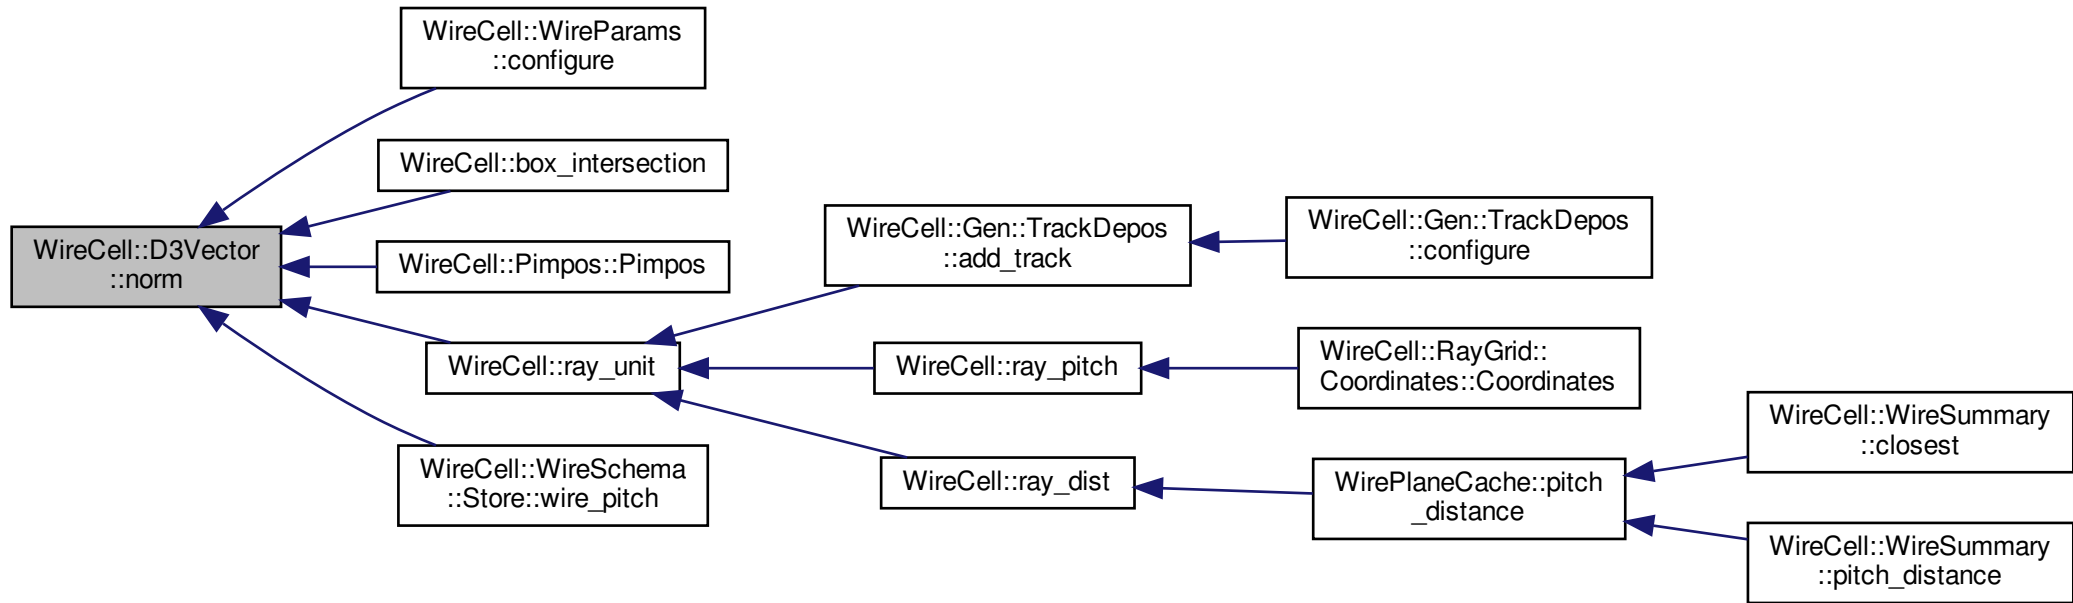 WireCell::WireParams
::configure
WireCell::box_intersection
WireCell::D3Vector
::norm
WireCell::Pimpos::Pimpos
WireCell::ray_unit
WireCell::WireSchema
::Store::wire_pitch
WireCell::Gen::TrackDepos
::add_track
WireCell::Gen::TrackDepos
::configure
WireCell::ray_pitch
WireCell::RayGrid::
Coordinates::Coordinates
WireCell::ray_dist
WirePlaneCache::pitch
_distance
WireCell::WireSummary
::closest
WireCell::WireSummary
::pitch_distance